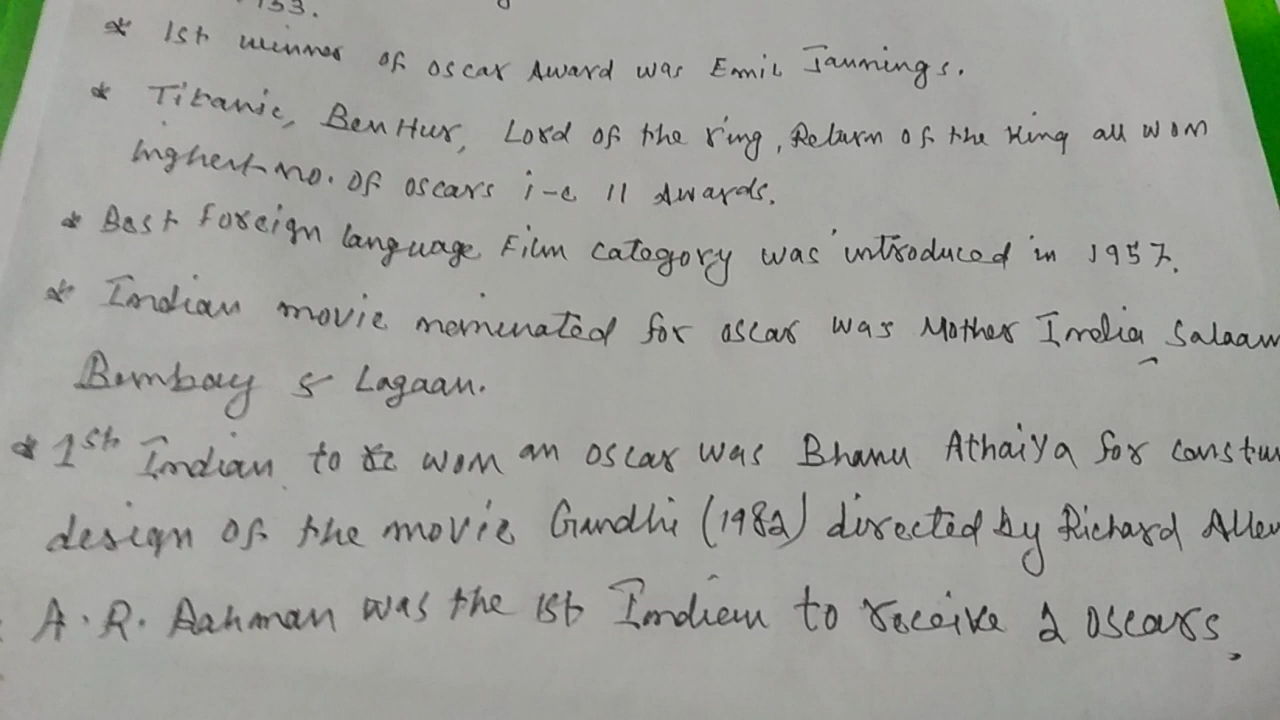 * 1st winner of Oscar Award was Emil Jannings.
* Titanic, Ben Hur, Lord of the ring, Return of the King all won
highest no. of oscars i-e 11 Awards.
* Best Foreign language Film category was introduced in 1957.
* Indian movie nominated for oscar was Mother India, Salaam
Bombay & Lagaan.
* 1st Indian to won an oscar was Bhanu Athaiya for constu
design of the movie Gandhi (1982) directed by Richard Atten
A.R. Rahman was the 1st Indian to receive 2 oscars.